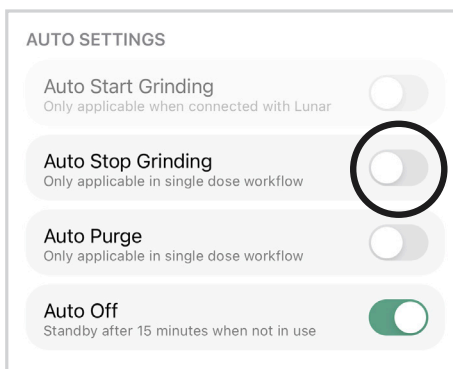 AUTO SETTINGS
Auto Start Grinding
Only applicable when connected with Lunar
Auto Stop Grinding
Only applicable in single dose workflow
Auto Purge
Only applicable in single dose workflow
Auto Off
Standby after 15 minutes when not in use